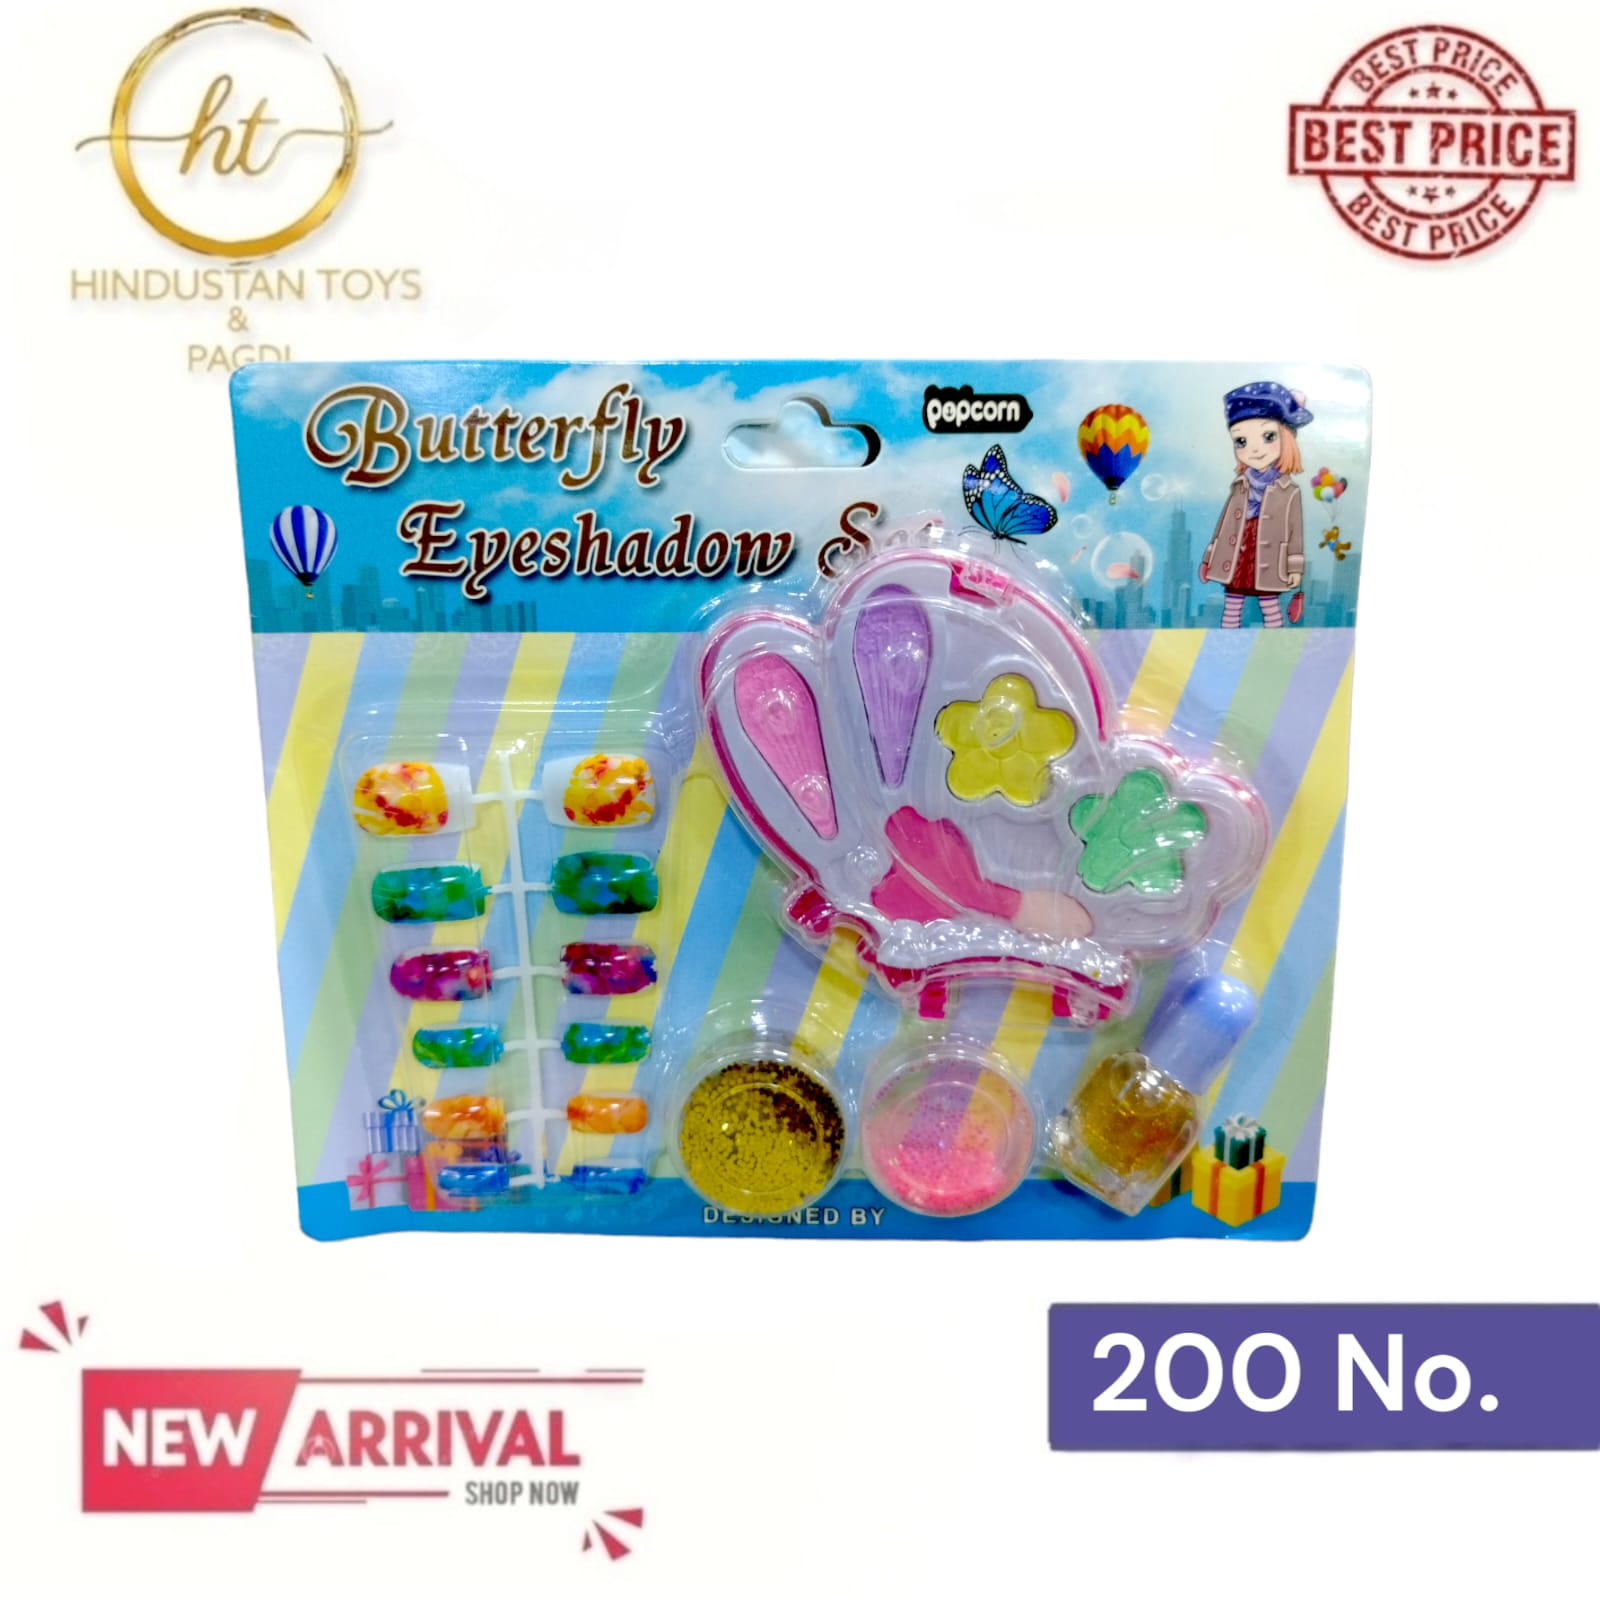 ht
HINDUSTAN TOYS
&
PAGDI
BEST PRICE
BEST PRICE
BEST PRICE
Butterfly
Eyeshadow Set
popcorn
DESIGNED BY
NEW ARRIVAL
SHOP NOW
200 No.